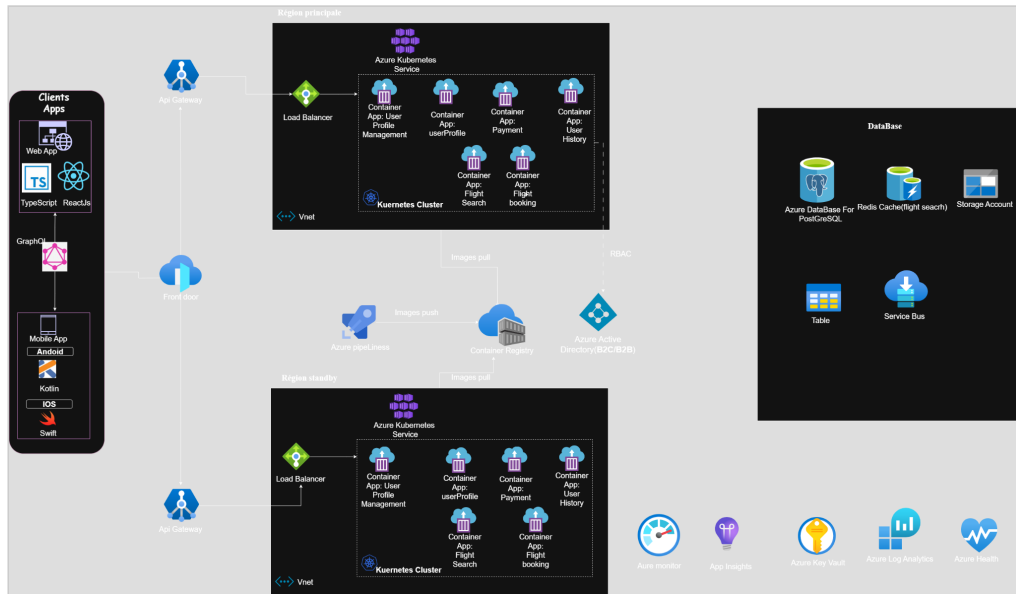 Clients
Apps
Web App
TS
TypeScript
ReactJs
GraphQl
Mobile App
Andoid
Kotlin
IOS
Swift
Api Gateway
Front door
Api Gateway
Région principale
Azure Kubernetes
Service
Load Balancer
Container
App: User
Profile
Management
Container
App:
userProfile
Container
App:
Payment
Container
App:
User
History
Container
App:
Flight
Search
Container
App:
Flight
booking
Kubernetes Cluster
Vnet
Images pull
RBAC
Images push
Azure pipeLiness
Container Registry
Azure Active
Directory(B2C/B2B)
Images pull
Région standby
Azure Kubernetes
Service
Load Balancer
Container
App: User
Profile
Management
Container
App:
userProfile
Container
App:
Payment
Container
App:
User
History
Container
App:
Flight
Search
Container
App:
Flight
booking
Kubernetes Cluster
Vnet
DataBase
Azure DataBase For
PostGreSQL
Redis Cache(flight seacrh)
Storage Account
Table
Service Bus
Aure monitor
App Insights
Azure Key Vault.
Azure Log Analytics
Azure Health